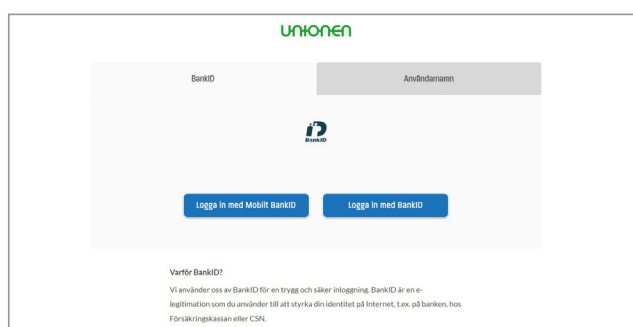 unionen
BankID
Användarnamn
BankID
Logga in med Mobilt BankID
Logga in med BankID
Varför BankID?
Vi använder oss av BankID för en trygg och säker inloggning. BankID är en e-
legitimation som du använder till att styrka din identitet på Internet, t.ex. på banken, hos
Försäkringskassan eller CSN.